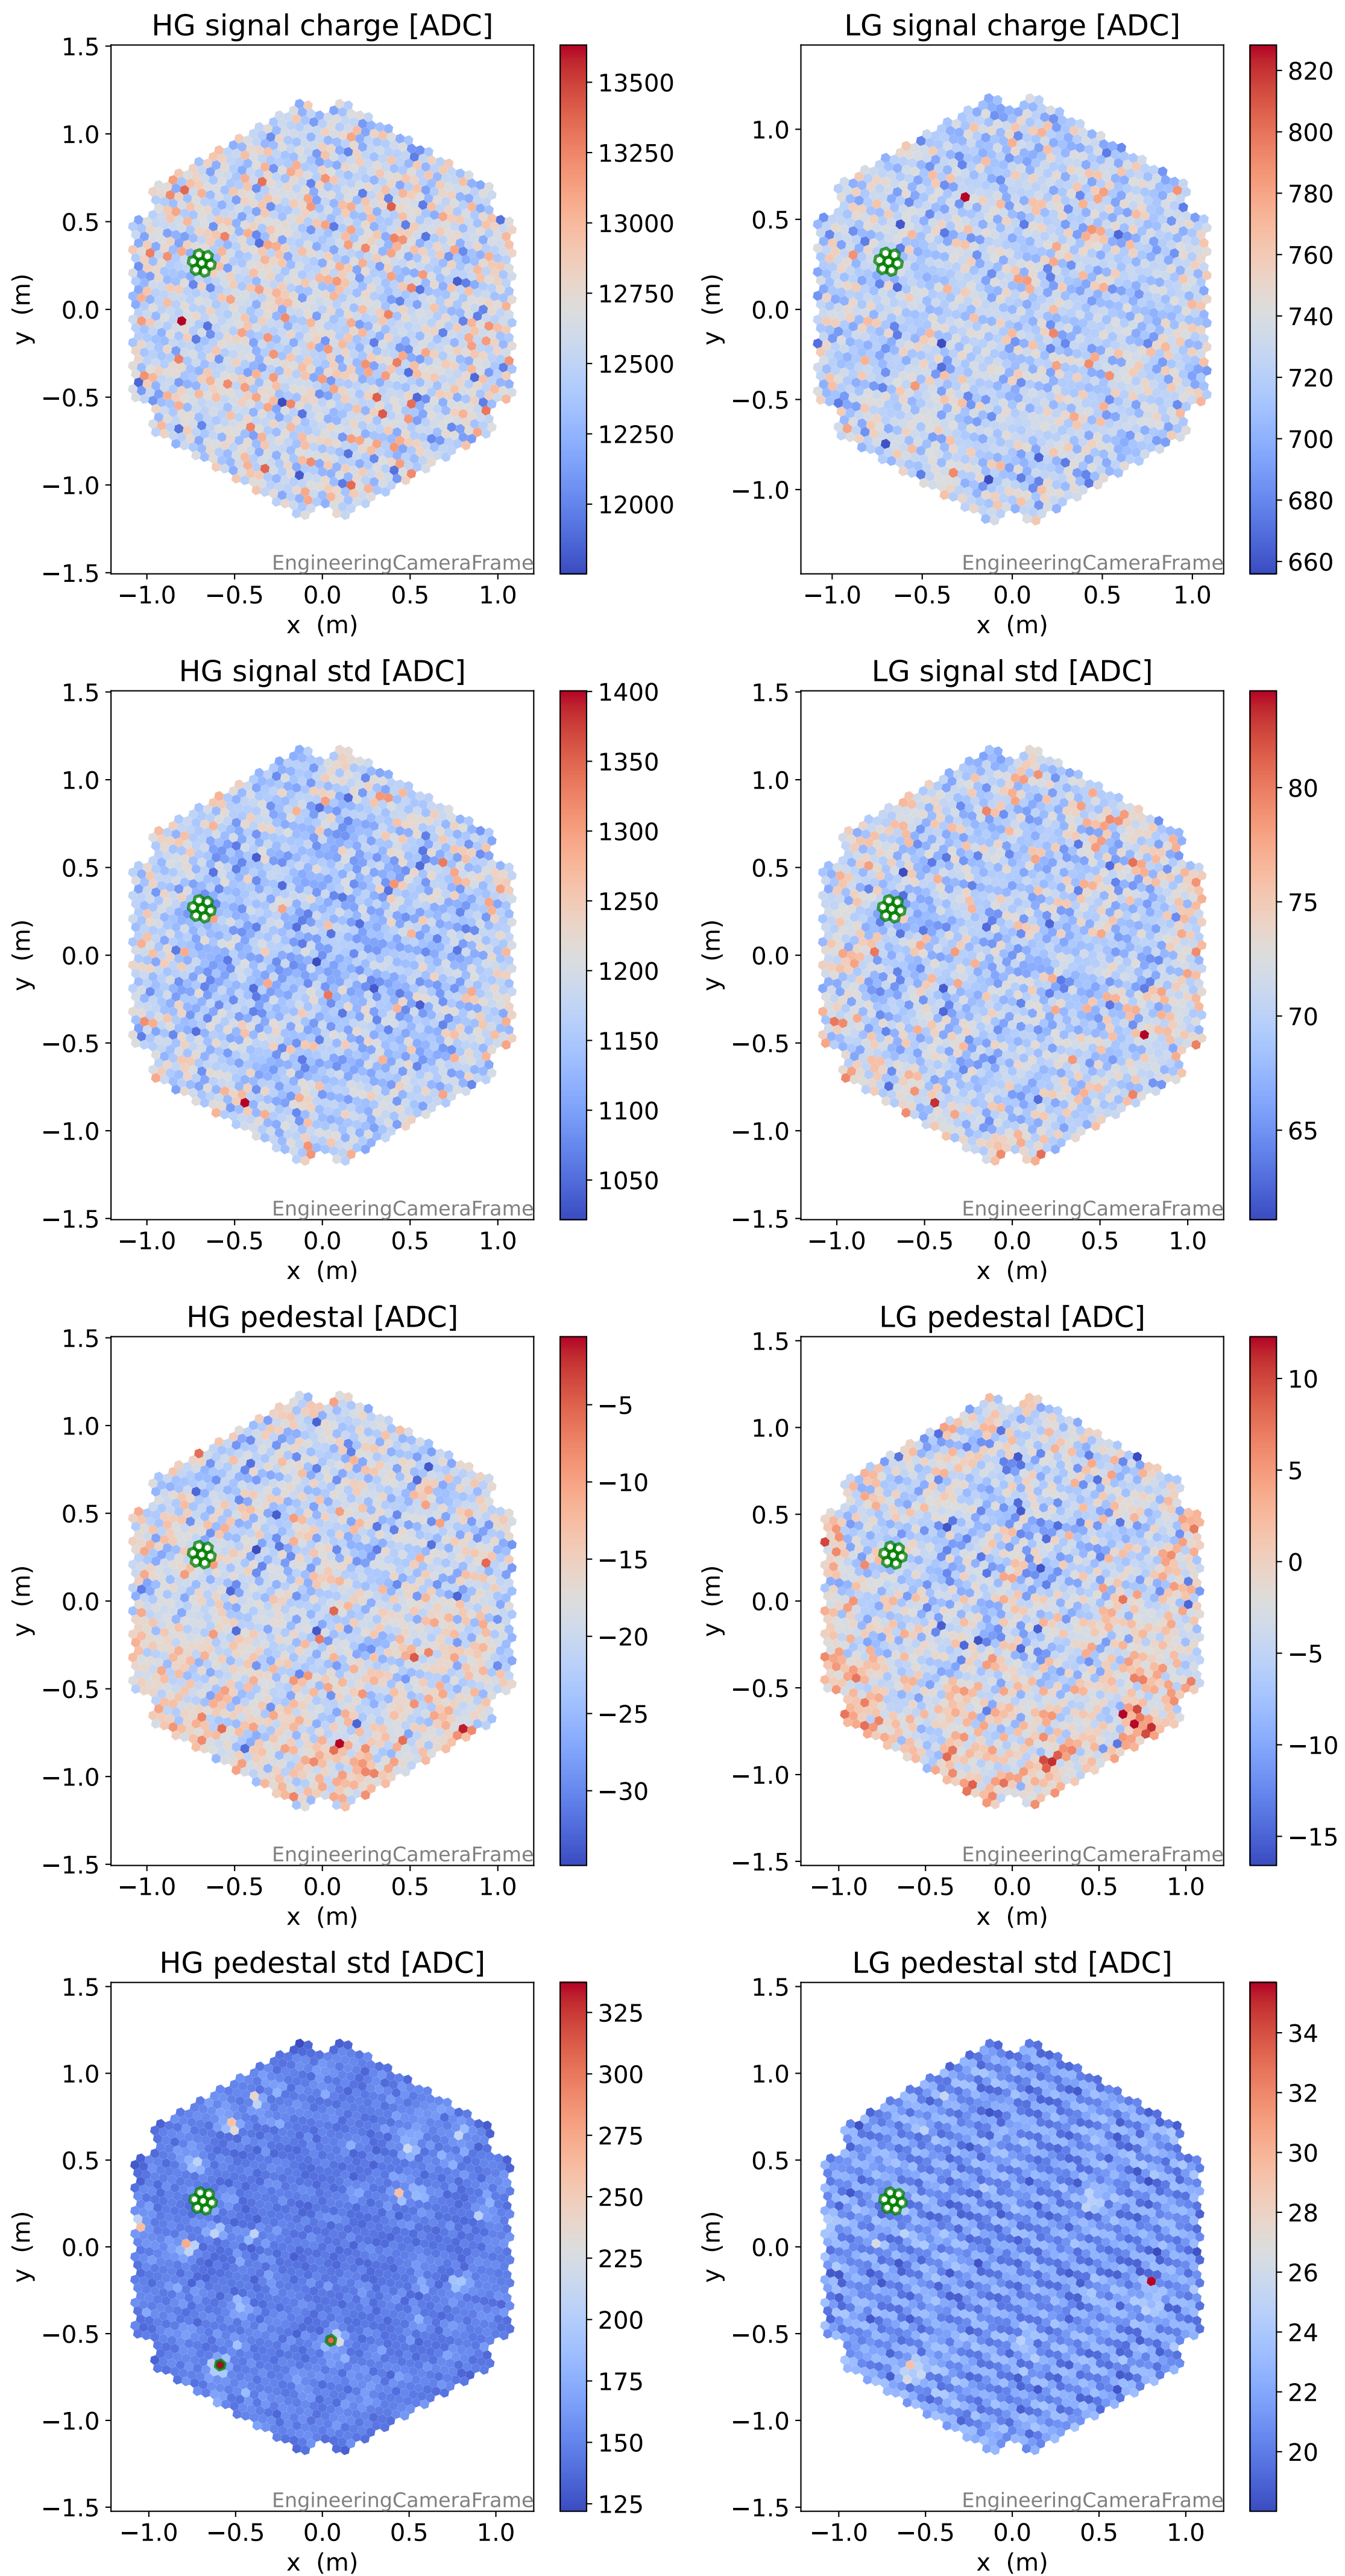 HG signal charge [ADC]
1.5
1.0
0.5
0.0
−0.5
−1.0
−1.5
y (m)
−1.0 −0.5 0.0 0.5 1.0
x (m)
EngineeringCameraFrame
13500
13250
13000
12750
12500
12250
12000
LG signal charge [ADC]
1.0
0.5
0.0
−0.5
−1.0
y (m)
−1.0 −0.5 0.0 0.5 1.0
x (m)
EngineeringCameraFrame
820
800
780
760
740
720
700
680
660
HG signal std [ADC]
1.5
1.0
0.5
0.0
−0.5
−1.0
−1.5
y (m)
−1.0 −0.5 0.0 0.5 1.0
x (m)
EngineeringCameraFrame
1400
1350
1300
1250
1200
1150
1100
1050
LG signal std [ADC]
1.5
1.0
0.5
0.0
−0.5
−1.0
−1.5
y (m)
−1.0 −0.5 0.0 0.5 1.0
x (m)
EngineeringCameraFrame
80
75
70
65
HG pedestal [ADC]
1.5
1.0
0.5
0.0
−0.5
−1.0
−1.5
y (m)
−1.0 −0.5 0.0 0.5 1.0
x (m)
EngineeringCameraFrame
−5
−10
−15
−20
−25
−30
LG pedestal [ADC]
1.5
1.0
0.5
0.0
−0.5
−1.0
−1.5
y (m)
−1.0 −0.5 0.0 0.5 1.0
x (m)
EngineeringCameraFrame
10
5
0
−5
−10
−15
HG pedestal std [ADC]
1.5
1.0
0.5
0.0
−0.5
−1.0
−1.5
y (m)
−1.0 −0.5 0.0 0.5 1.0
x (m)
EngineeringCameraFrame
325
300
275
250
225
200
175
150
125
LG pedestal std [ADC]
1.5
1.0
0.5
0.0
−0.5
−1.0
−1.5
y (m)
−1.0 −0.5 0.0 0.5 1.0
x (m)
EngineeringCameraFrame
34
32
30
28
26
24
22
20